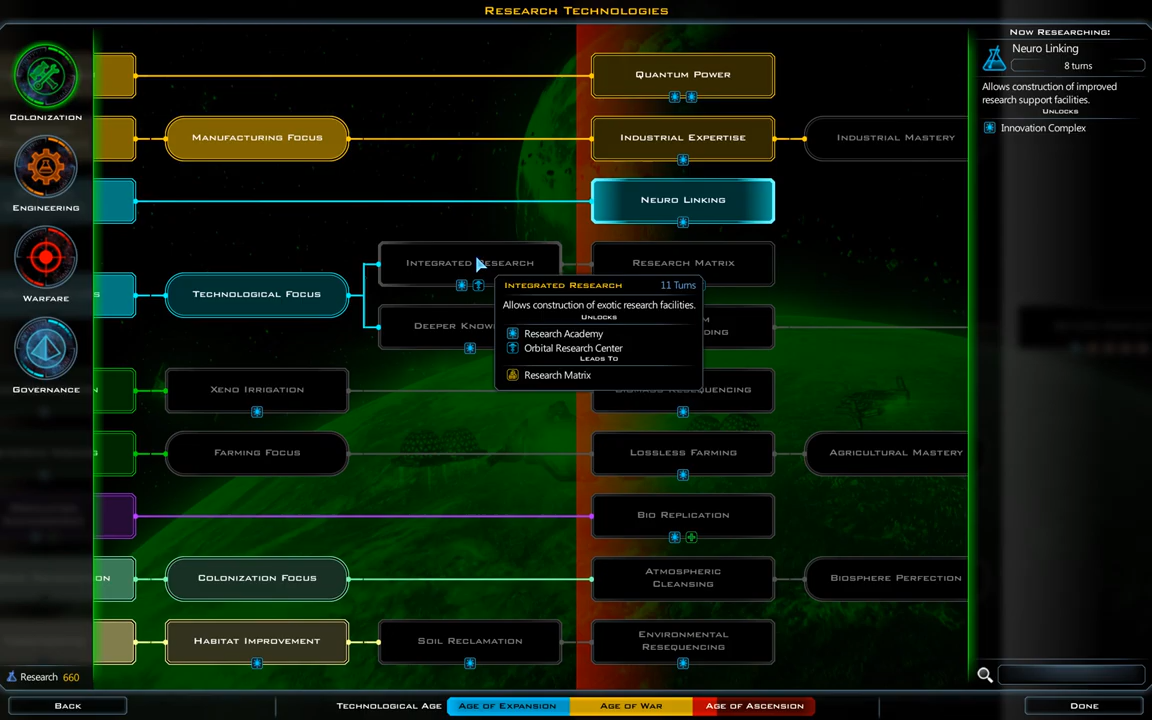 Research Technologies
Now Researching:
Neuro Linking
8 turns
Allows construction of improved
research support facilities.
Unlocks
Innovation Complex
Colonization
Engineering
Warfare
Governance
Quantum Power
Manufacturing Focus
Industrial Expertise
Industrial Mastery
Neuro Linking
Integrated Research
Research Matrix
Technological Focus
Integrated Research
11 Turns
Allows construction of exotic research facilities.
Unlocks
Research Academy
Orbital Research Center
Leads To
Research Matrix
Xeno Irrigation
Farming Focus
Lossless Farming
Agricultural Mastery
Bio Replication
Colonization Focus
Atmospheric
Cleansing
Biosphere Perfection
Habitat Improvement
Soil Reclamation
Environmental
Resequencing
Research 660
Back
Technological Age
Age of Expansion
Age of War
Age of Ascension
Done